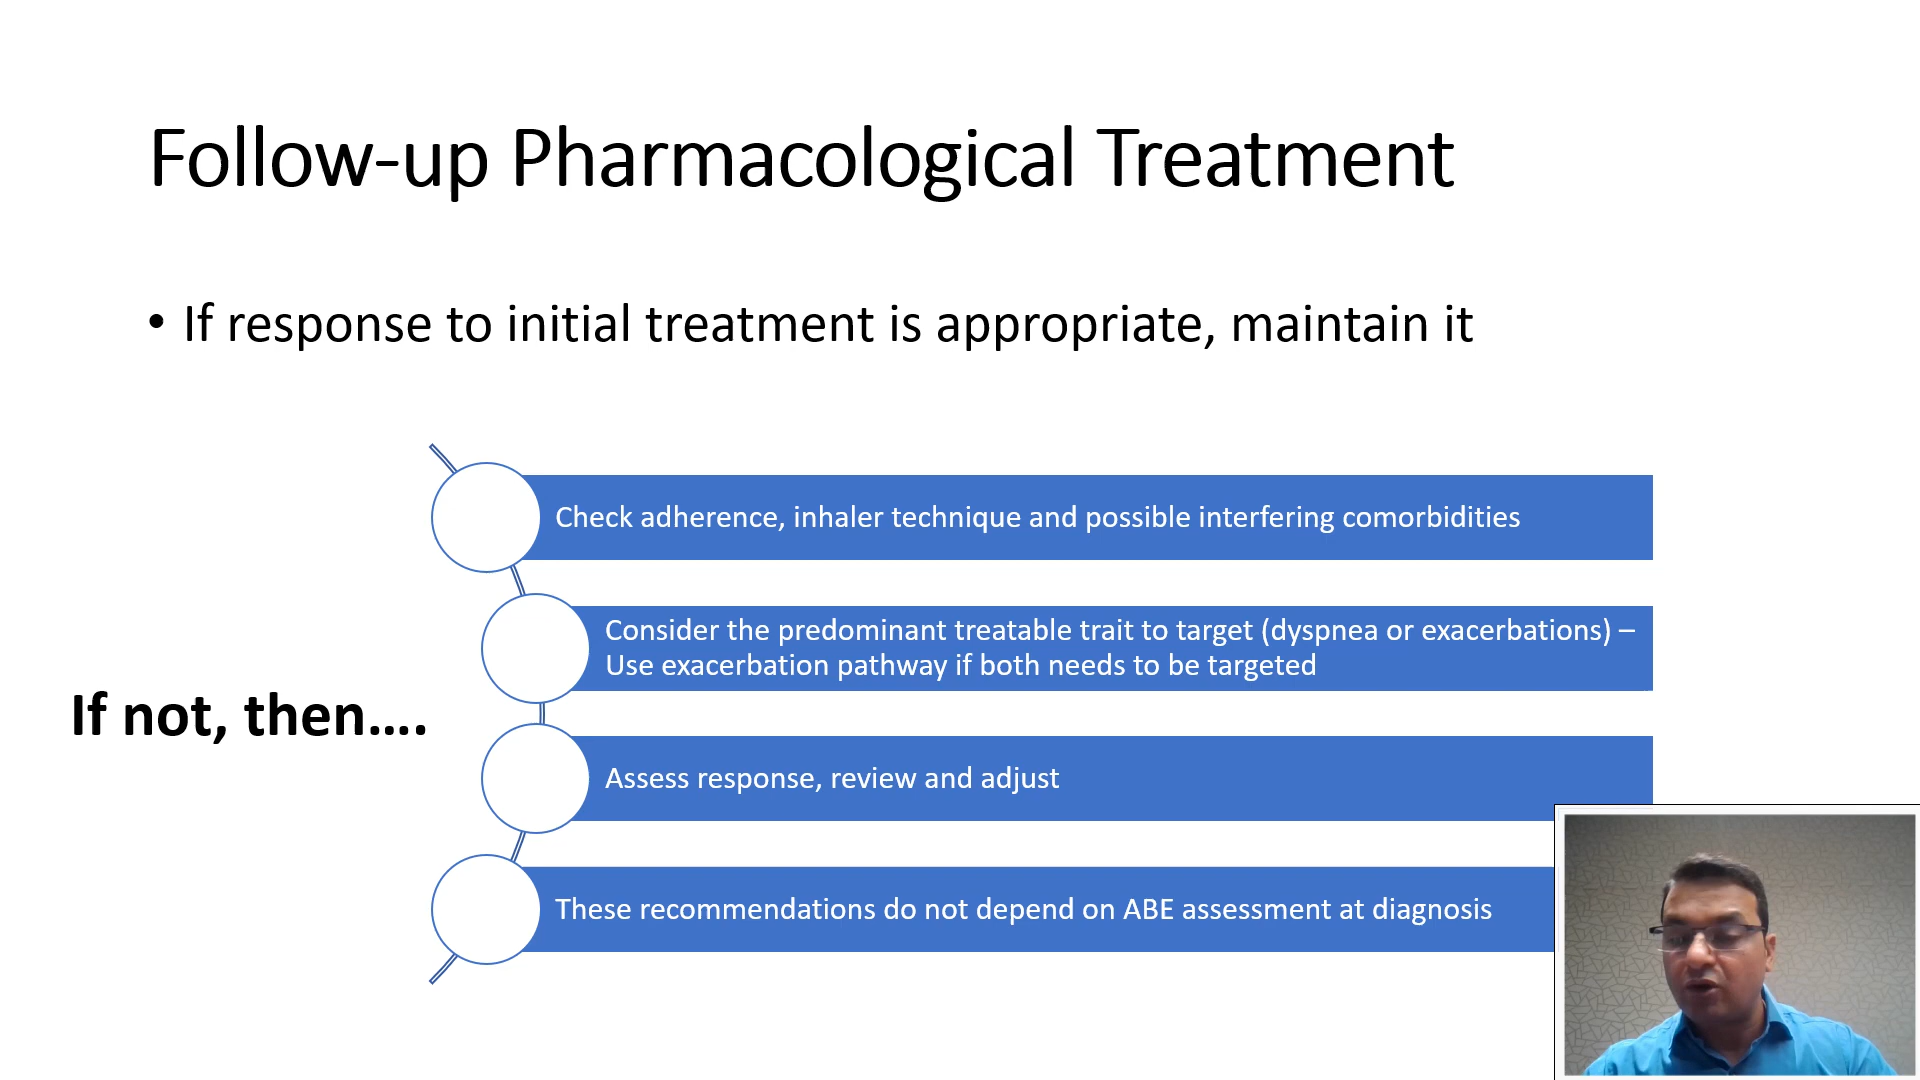 Follow-up Pharmacological Treatment
• If response to initial treatment is appropriate, maintain it
If not, then....
Check adherence, inhaler technique and possible interfering comorbidities
Consider the predominant treatable trait to target (dyspnea or exacerbations) –
Use exacerbation pathway if both needs to be targeted
Assess response, review and adjust
These recommendations do not depend on ABE assessment at diagnosis